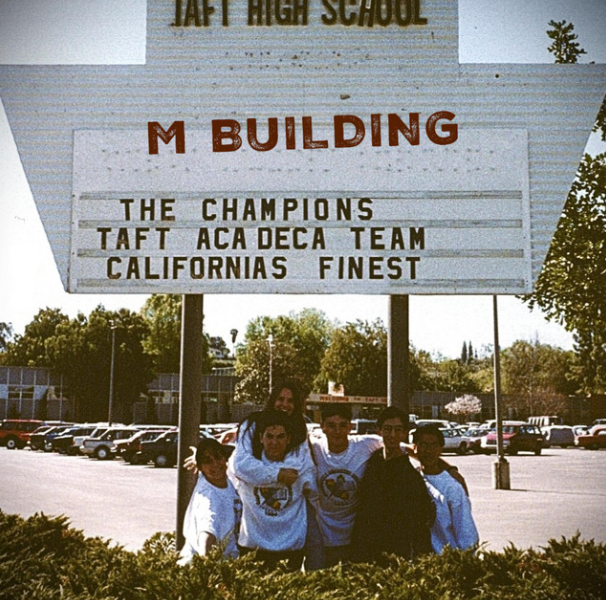 TAFT HIGH SCHOOL
M BUILDING
THE CHAMPIONS
TAFT ACA DECA TEAM
CALIFORNIAS FINEST